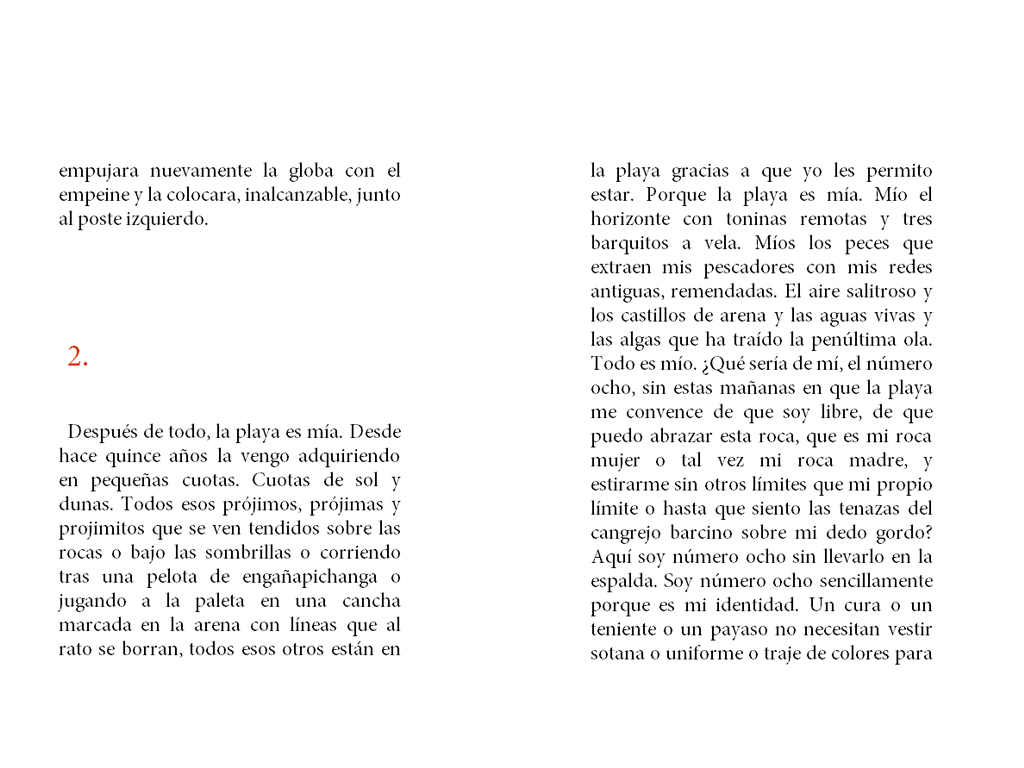 empujara nuevamente la globa con el
empeine y la colocara, inalcanzable, junto
al poste izquierdo.
2.
Después de todo, la playa es mía. Desde
hace quince años la vengo adquiriendo
en pequeñas cuotas. Cuotas de sol y
dunas. Todos esos prójimos, prójimas y
projimitos que se ven tendidos sobre las
rocas o bajo las sombrillas o corriendo
tras una pelota de engañapichanga o
jugando a la paleta en una cancha
marcada en la arena con líneas que al
rato se borran, todos esos otros están en
la playa gracias a que yo les permito
estar. Porque la playa es mía. Mío el
horizonte con toninas remotas y tres
barquitos a vela. Míos los peces que
extraen mis pescadores con mis redes
antiguas, remendadas. El aire salitroso y
los castillos de arena y las aguas vivas y
las algas que ha traído la penúltima ola.
Todo es mío. ¿Qué sería de mí, el número
ocho, sin estas mañanas en que la playa
me convence de que soy libre, de que
puedo abrazar esta roca, que es mi roca
mujer o tal vez mi roca madre, y
estirarme sin otros límites que mi propio
límite o hasta que siento las tenazas del
cangrejo barcino sobre mi dedo gordo?
Aquí soy número ocho sin llevarlo en la
espalda. Soy número ocho sencillamente
porque es mi identidad. Un cura o un
teniente o un payaso no necesitan vestir
sotana o uniforme o traje de colores para